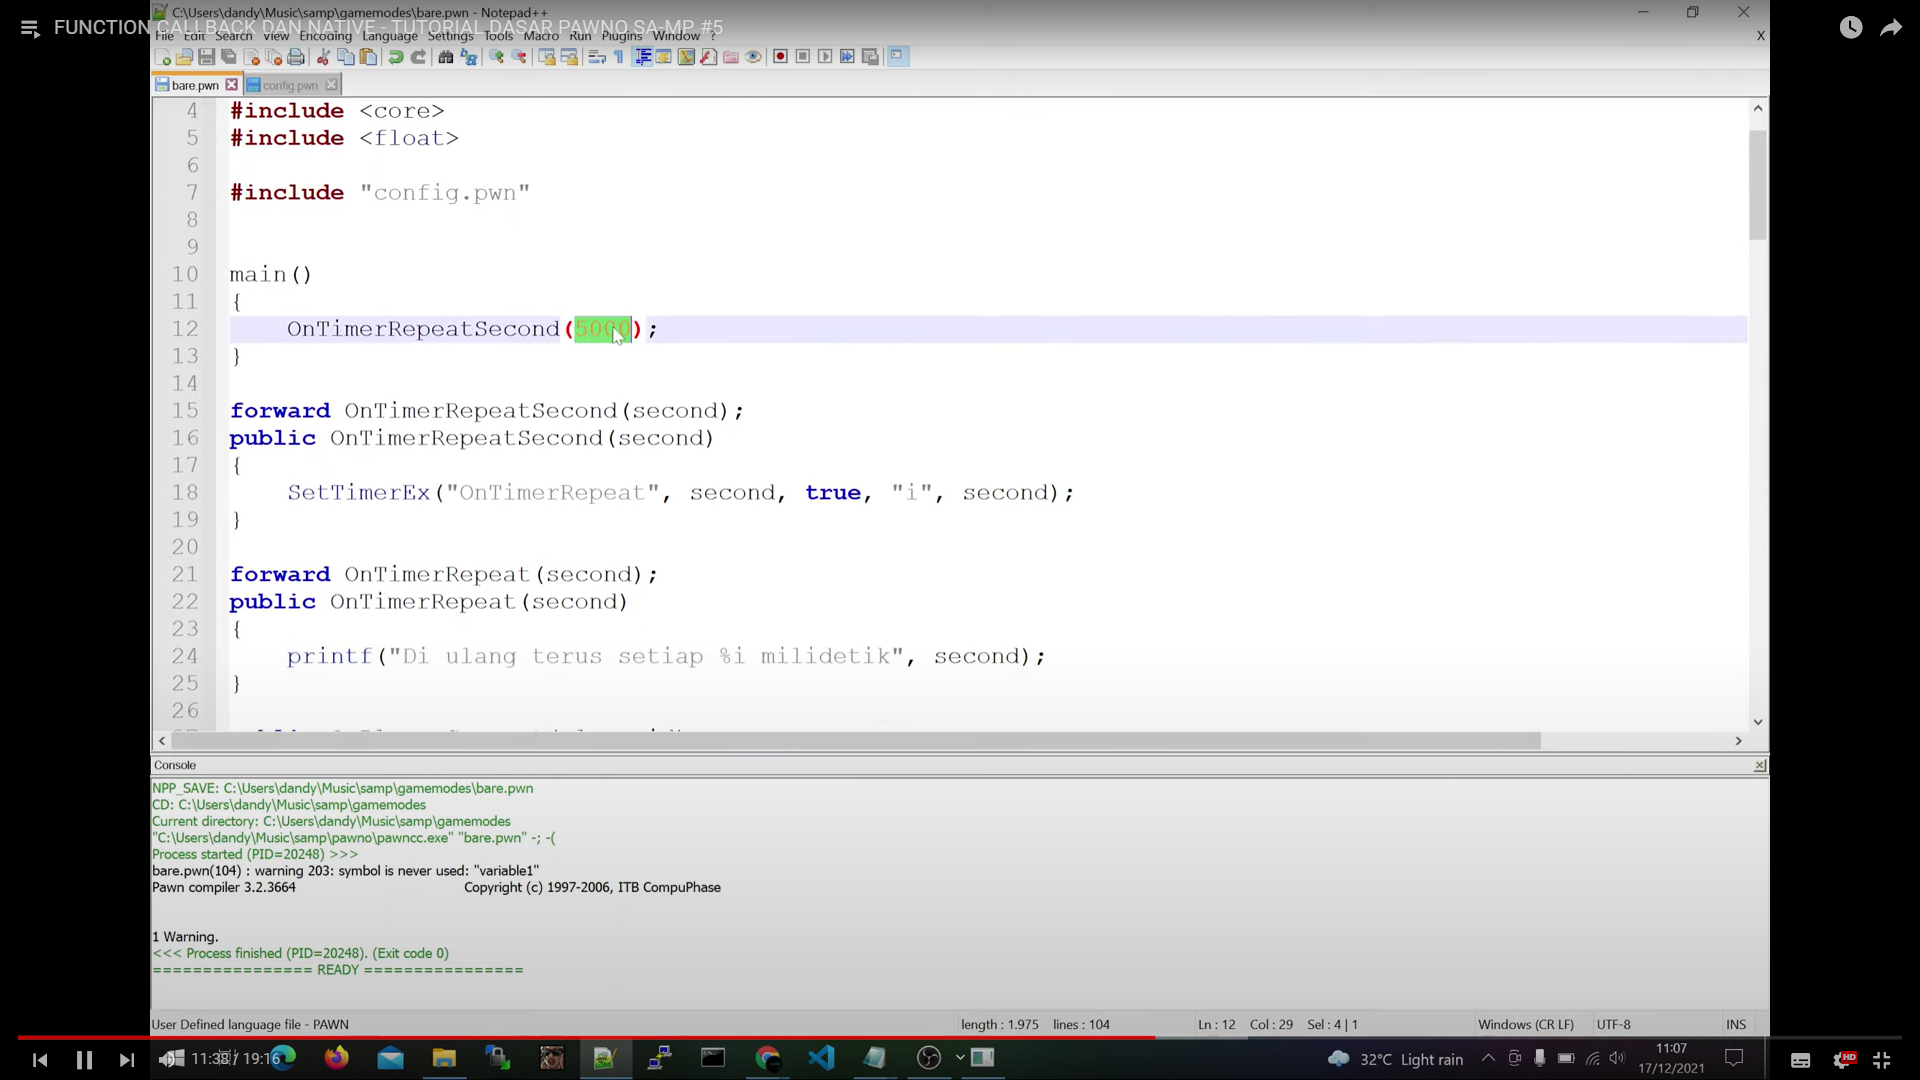 C:\Users\dandy\Music\samp\gamemodes\bare.pwn - Notepad++
FUNCTION CALLBACK DAN NATIVE - TUTORIAL DASAR PAWNO SA-MP #5
File Edit Search View Encoding Language Settings Tools Macro Run Plugins Window ? X
bare.pwn config.pwn
4 #include <core>
5 #include <float>
6
7 #include "config.pwn"
8
9
10 main()
11 {
12 OnTimerRepeatSecond(5000);
13 }
14
15 forward OnTimerRepeatSecond(second);
16 public OnTimerRepeatSecond(second)
17 {
18 SetTimerEx("OnTimerRepeat", second, true, "i", second);
19 }
20
21 forward OnTimerRepeat(second);
22 public OnTimerRepeat(second)
23 {
24 printf("Di ulang terus setiap %i milidetik", second);
25 }
26
Console
NPP_SAVE: C:\Users\dandy\Music\samp\gamemodes\bare.pwn
CD: C:\Users\dandy\Music\samp\gamemodes
Current directory: C:\Users\dandy\Music\samp\gamemodes
"C:\Users\dandy\Music\samp\pawno\pawncc.exe" "bare.pwn" -; -(
Process started (PID=20248) >>>
bare.pwn(104) : warning 203: symbol is never used: "variable1"
Pawn compiler 3.2.3664 Copyright (c) 1997-2006, ITB CompuPhase
1 Warning.
<<< Process finished (PID=20248). (Exit code 0)
================ READY ================
User Defined language file - PAWN length : 1.975 lines : 104 Ln : 12 Col : 29 Sel : 4 | 1 Windows (CR LF) UTF-8 INS
11:38 / 19:16 32°C Light rain 11:07
17/12/2021
HD